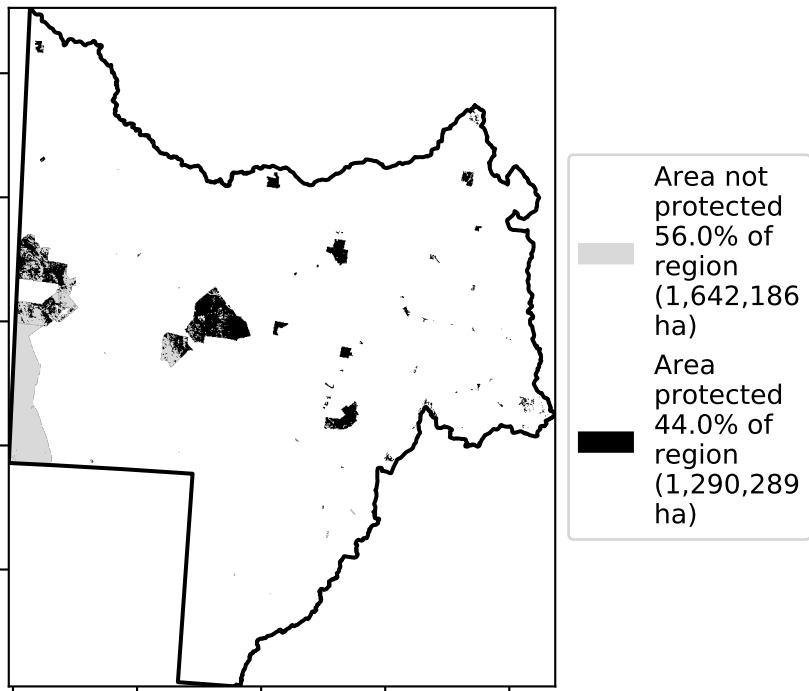 Area not
protected
56.0% of
region
(1,642,186
ha)
Area
protected
44.0% of
region
(1,290,289
ha)